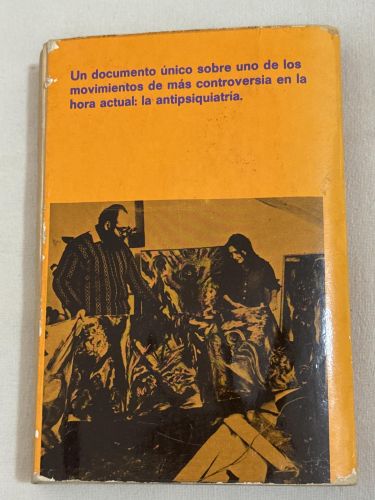 Un documento único sobre uno de los
movimientos de más controversia en la
hora actual: la antipsiquiatría.